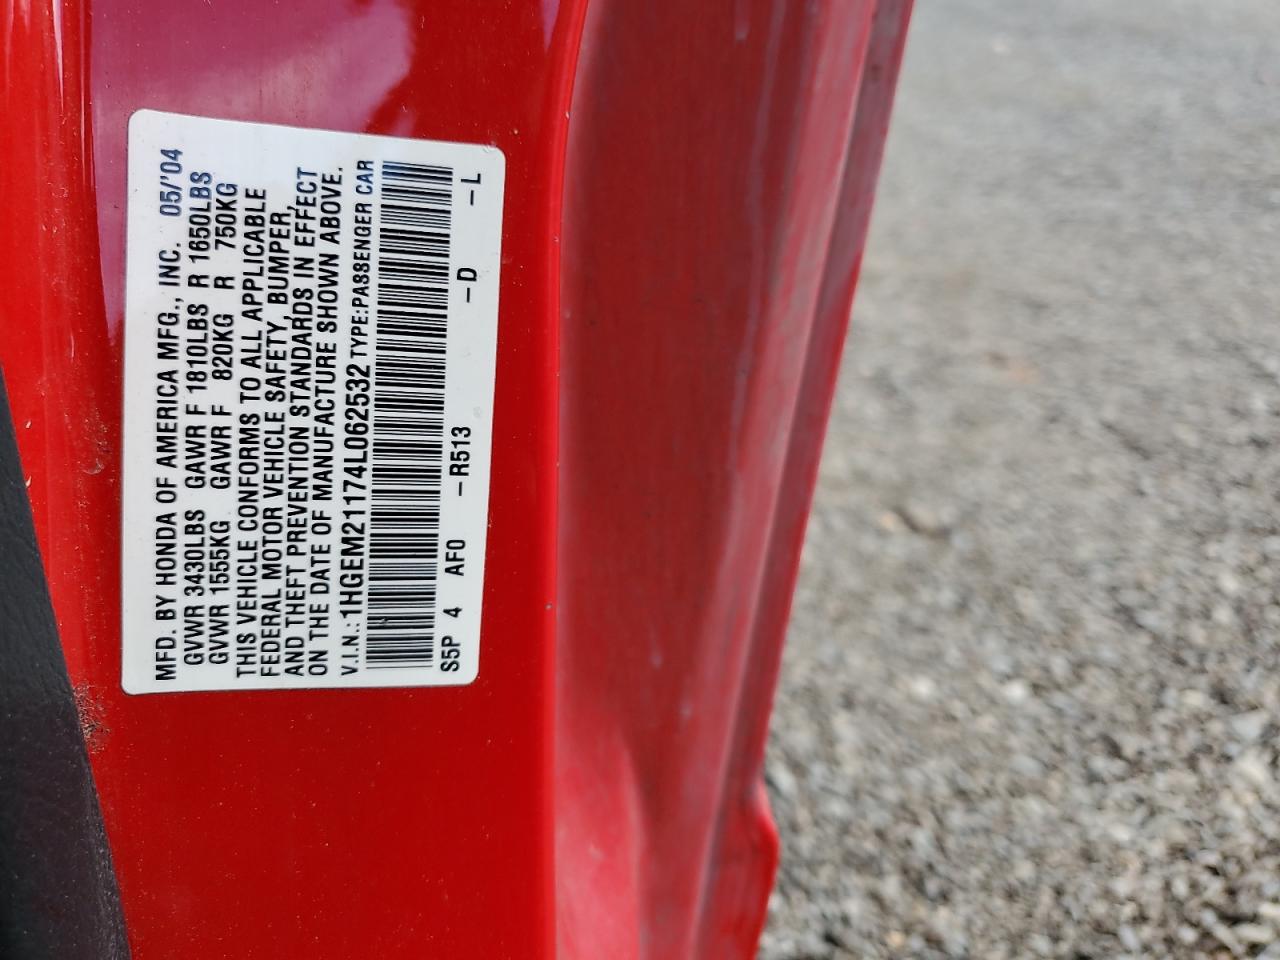 MFD. BY HONDA OF AMERICA MFG., INC. 05/'04
GVWR 3430LBS GAWR F 1810LBS R 1650LBS
GVWR 1555KG GAWR F 820KG R 750KG
THIS VEHICLE CONFORMS TO ALL APPLICABLE
FEDERAL MOTOR VEHICLE SAFETY, BUMPER,
AND THEFT PREVENTION STANDARDS IN EFFECT
ON THE DATE OF MANUFACTURE SHOWN ABOVE.
V.I.N.: 1HGEM21174L062532 TYPE:PASSENGER CAR
S5P 4 AF0 -R513 -D -L